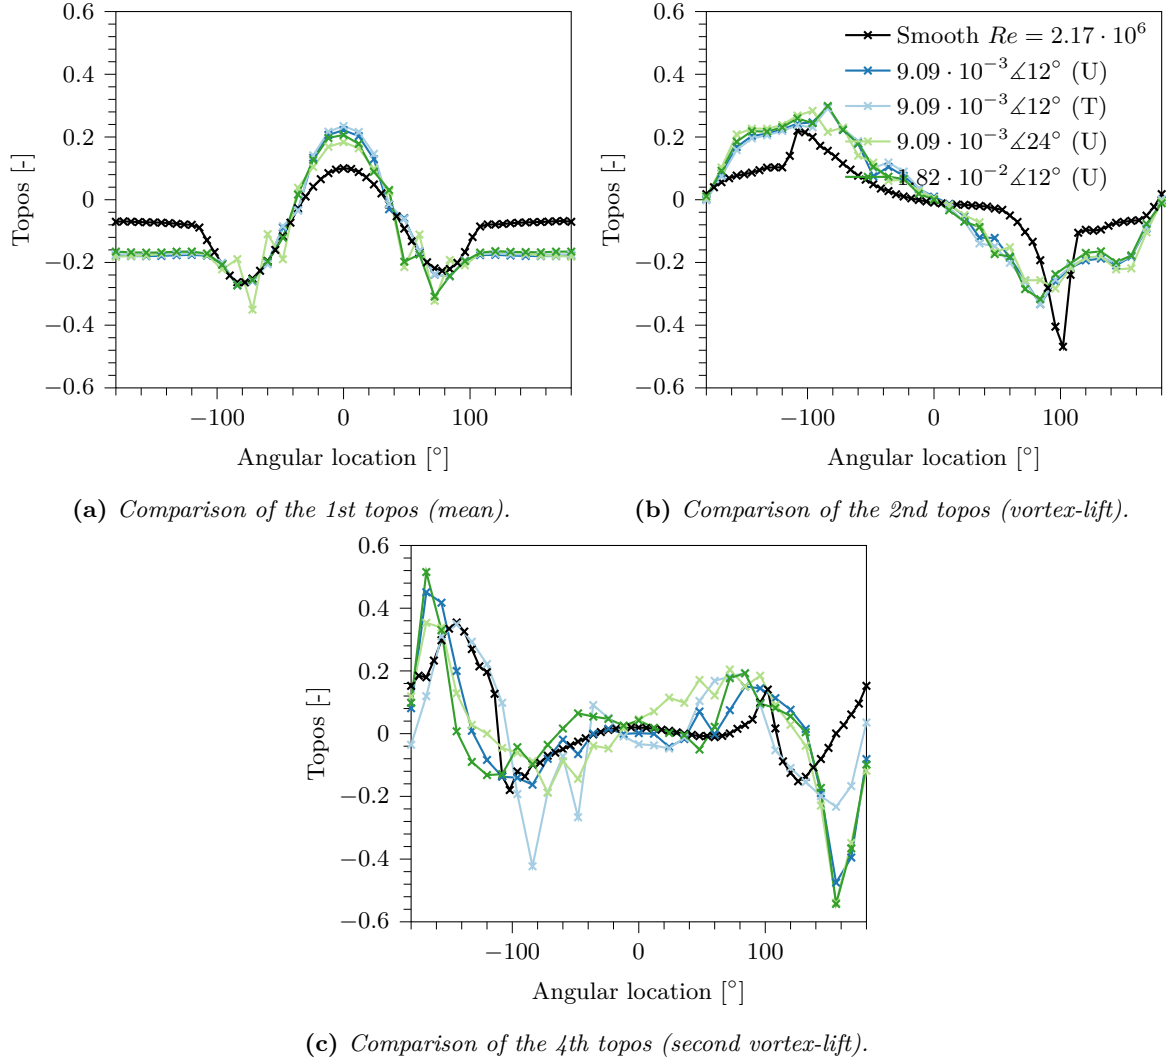 0.6
0.4
0.2
0
−0.2
−0.4
−0.6
Topos [-]
−100 0 100
Angular location [°]
(a) Comparison of the 1st topos (mean).
0.6
0.4
0.2
0
−0.2
−0.4
−0.6
Topos [-]
Smooth Re = 2.17 · 10⁶
9.09 · 10⁻³∡12° (U)
9.09 · 10⁻³∡12° (T)
9.09 · 10⁻³∡24° (U)
1.82 · 10⁻²∡12° (U)
−100 0 100
Angular location [°]
(b) Comparison of the 2nd topos (vortex-lift).
0.6
0.4
0.2
0
−0.2
−0.4
−0.6
Topos [-]
−100 0 100
Angular location [°]
(c) Comparison of the 4th topos (second vortex-lift).